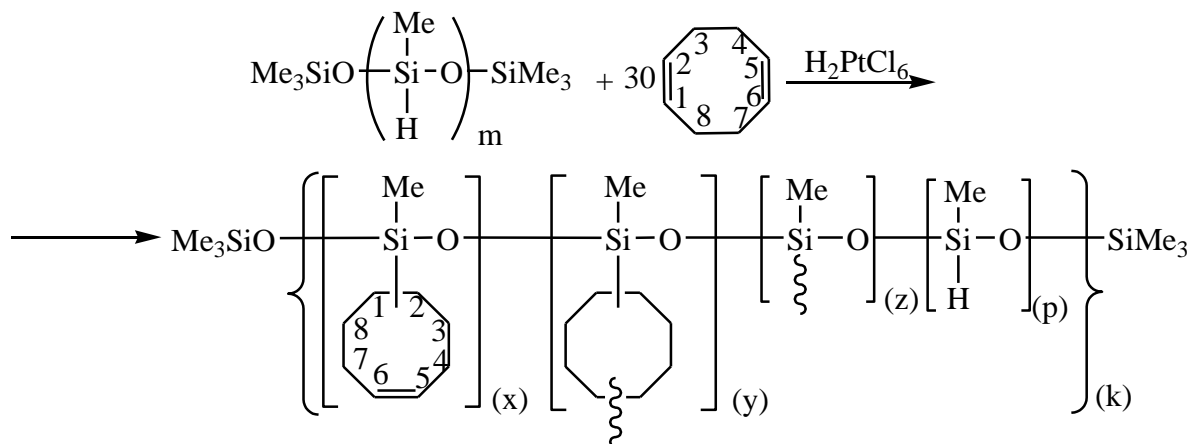 Me
Me₃SiO Si O SiMe₃ + 30 H₂PtCl₆
H
m
1 2 3 4 5 6 7 8
Me Me Me Me
Me₃SiO Si O Si O Si O Si O SiMe₃
H
1 2 3 4 5 6 7 8
(x) (y) (z) (p) (k)